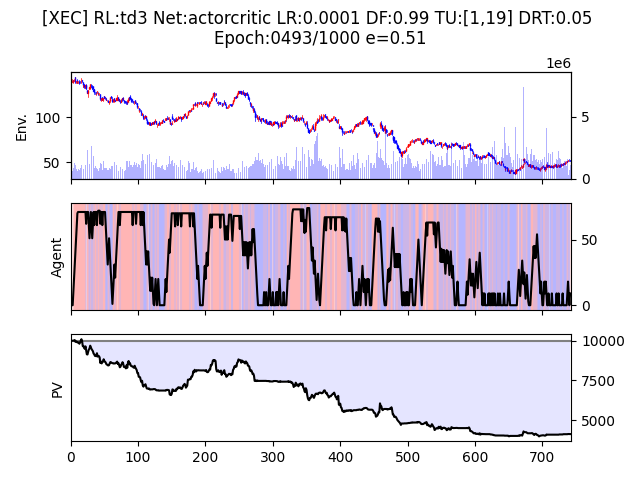 [XEC] RL:td3 Net:actorcritic LR:0.0001 DF:0.99 TU:[1,19] DRT:0.05
Epoch:0493/1000 e=0.51
1e6
Env.
100
50
5
0
Agent
50
0
PV
10000
7500
5000
0 100 200 300 400 500 600 700